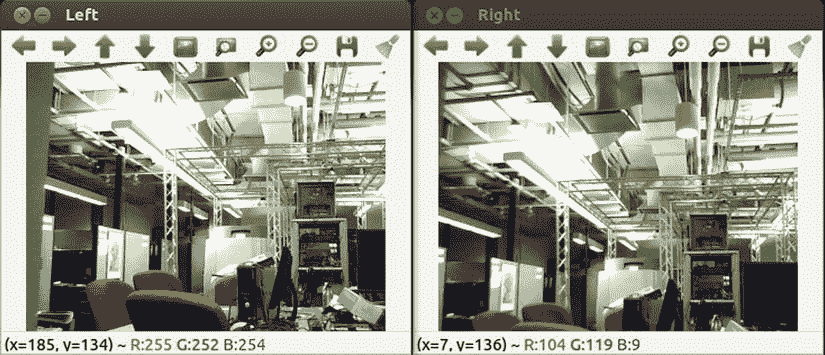 Left
Right
(x=185, y=134) ~ R:255 G:252 B:254
(x=7, y=136) ~ R:104 G:119 B:9